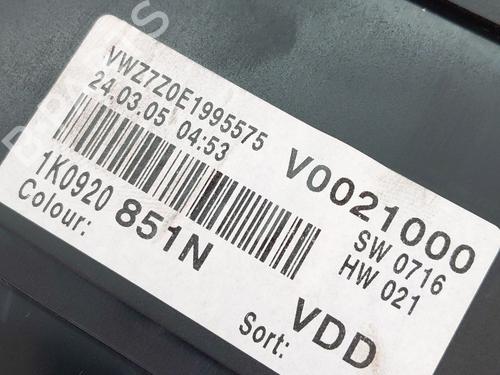 VWZ7Z0E1995575
24.03.05 04:53
V0021000
1K0920 851N
SW 0716
HW 021
Colour:
VDD
Sort: